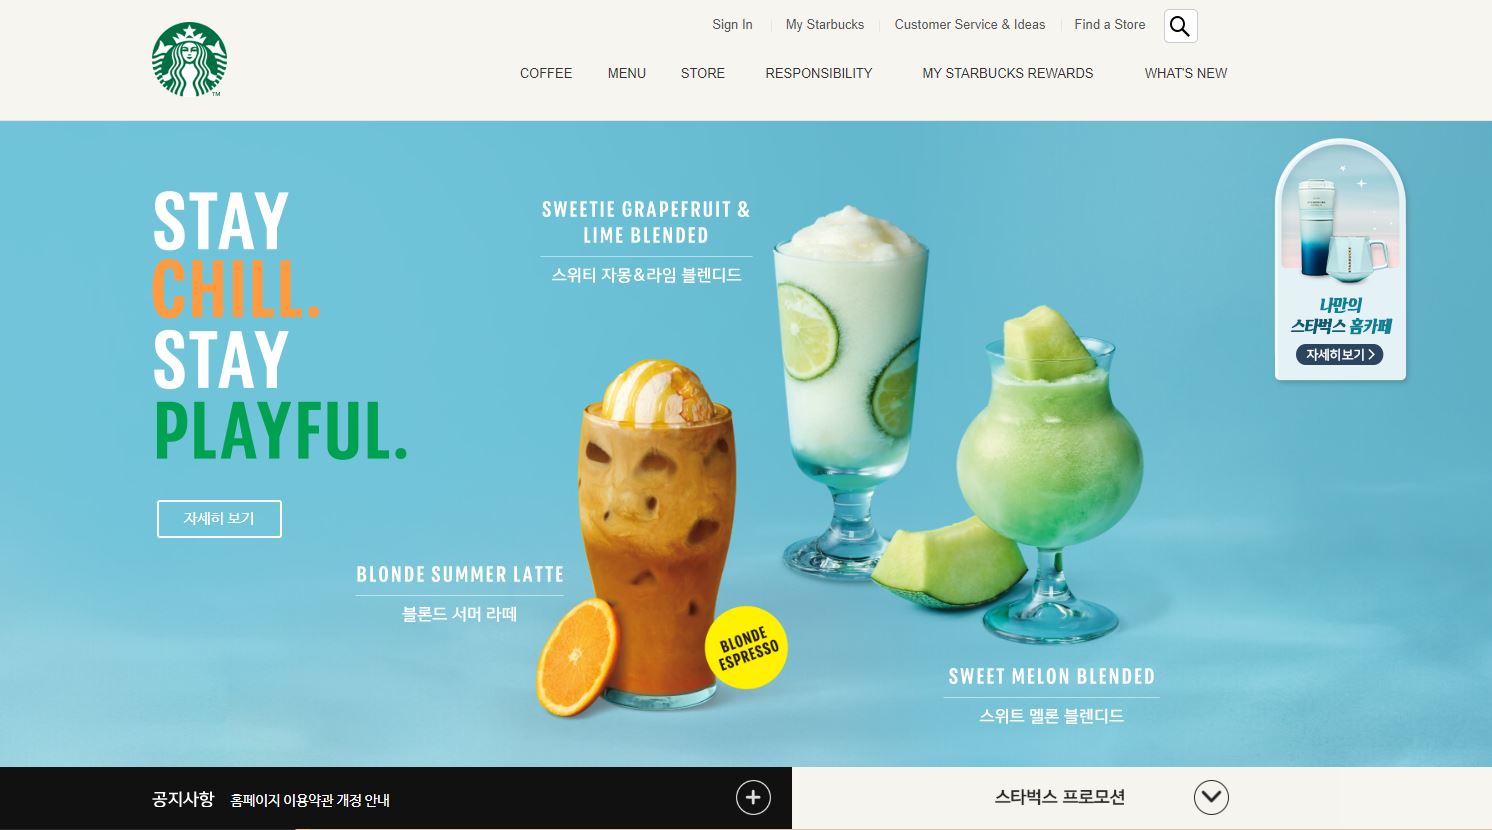 Sign In
My Starbucks
Customer Service & Ideas
Find a Store
COFFEE
MENU
STORE
RESPONSIBILITY
MY STARBUCKS REWARDS
WHAT'S NEW
TM
STAY
CHILL.
STAY
PLAYFUL.
자세히 보기
SWEETIE GRAPEFRUIT &
LIME BLENDED
스위티 자몽&라임 블렌디드
BLONDE SUMMER LATTE
블론드 서머 라떼
BLONDE
ESPRESSO
SWEET MELON BLENDED
스위트 멜론 블렌디드
나만의
스타벅스 홈카페
자세히보기 >
공지사항
홈페이지 이용약관 개정 안내
스타벅스 프로모션